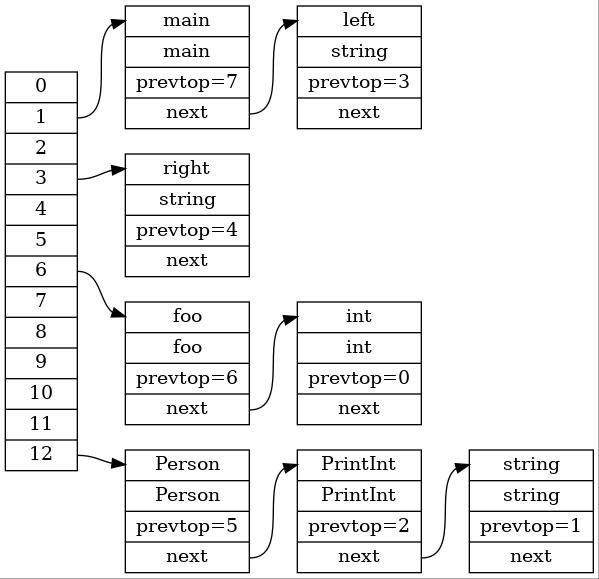 0
1
2
3
4
5
6
7
8
9
10
11
12
main
main
prevtop=7
next
left
string
prevtop=3
next
right
string
prevtop=4
next
foo
foo
prevtop=6
next
int
int
prevtop=0
next
Person
Person
prevtop=5
next
PrintInt
PrintInt
prevtop=2
next
string
string
prevtop=1
next